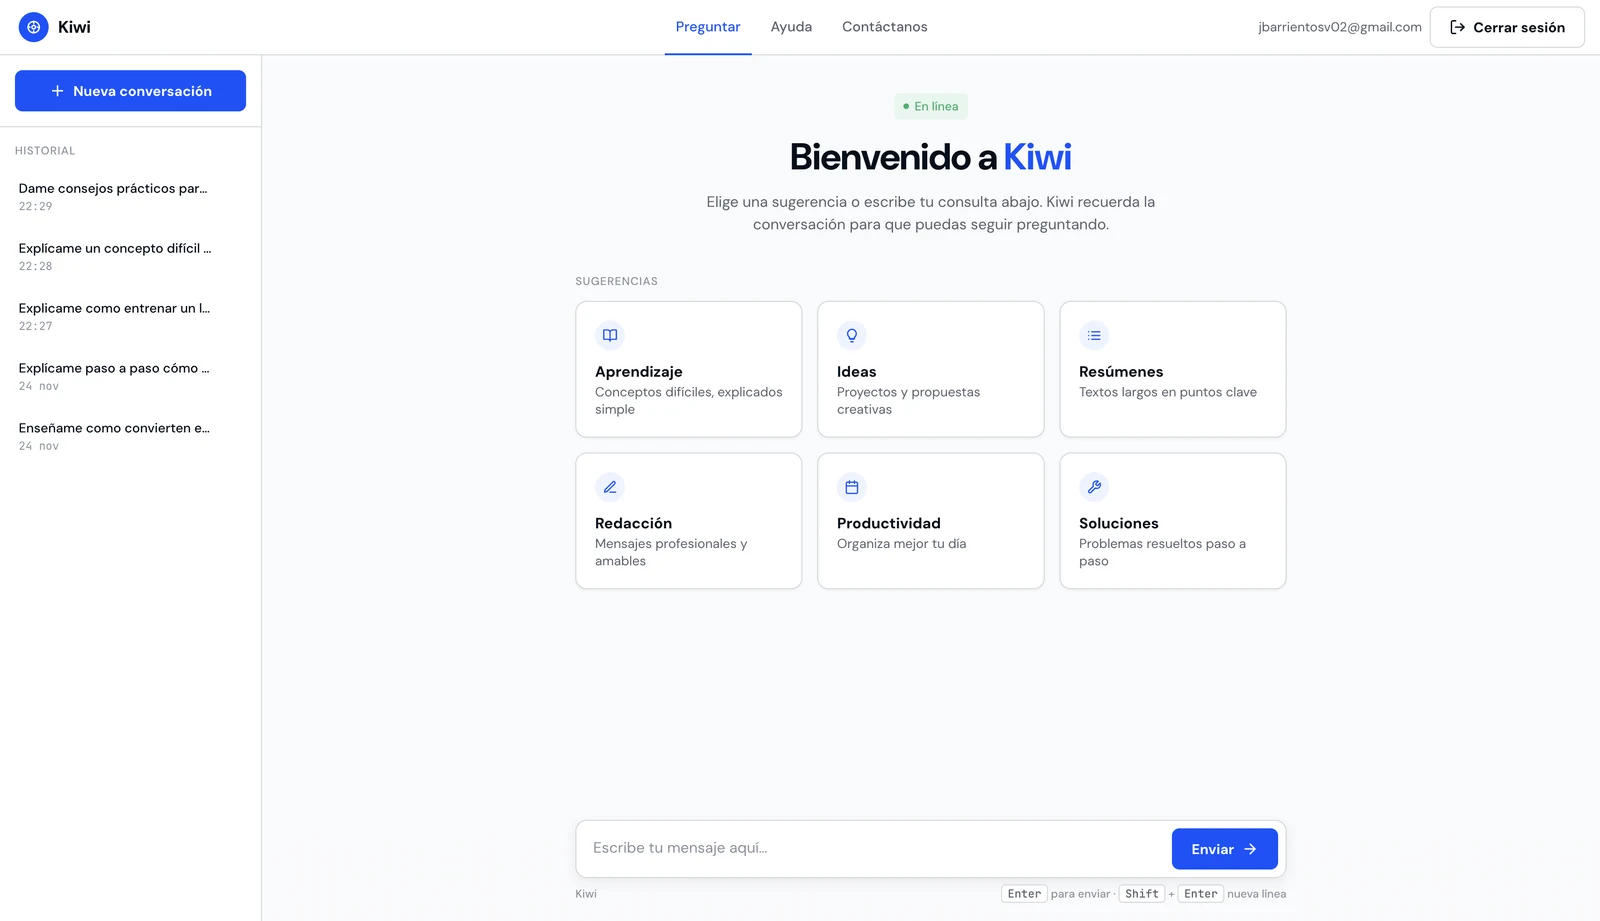 Kiwi
Preguntar
Ayuda
Contáctanos
jbarrientosv02@gmail.com
Cerrar sesión
Nueva conversación
HISTORIAL
Dame consejos prácticos par...
22:29
Explícame un concepto difícil ...
22:28
Explicame como entrenar un l...
22:27
Explícame paso a paso cómo ...
24 nov
Enseñame como convierten e...
24 nov
En línea
Bienvenido a Kiwi
Elige una sugerencia o escribe tu consulta abajo. Kiwi recuerda la
conversación para que puedas seguir preguntando.
SUGERENCIAS
Aprendizaje
Conceptos difíciles, explicados
simple
Ideas
Proyectos y propuestas
creativas
Resúmenes
Textos largos en puntos clave
Redacción
Mensajes profesionales y
amables
Productividad
Organiza mejor tu día
Soluciones
Problemas resueltos paso a
paso
Escribe tu mensaje aquí...
Enviar
Kiwi
Enter para enviar · Shift + Enter nueva línea